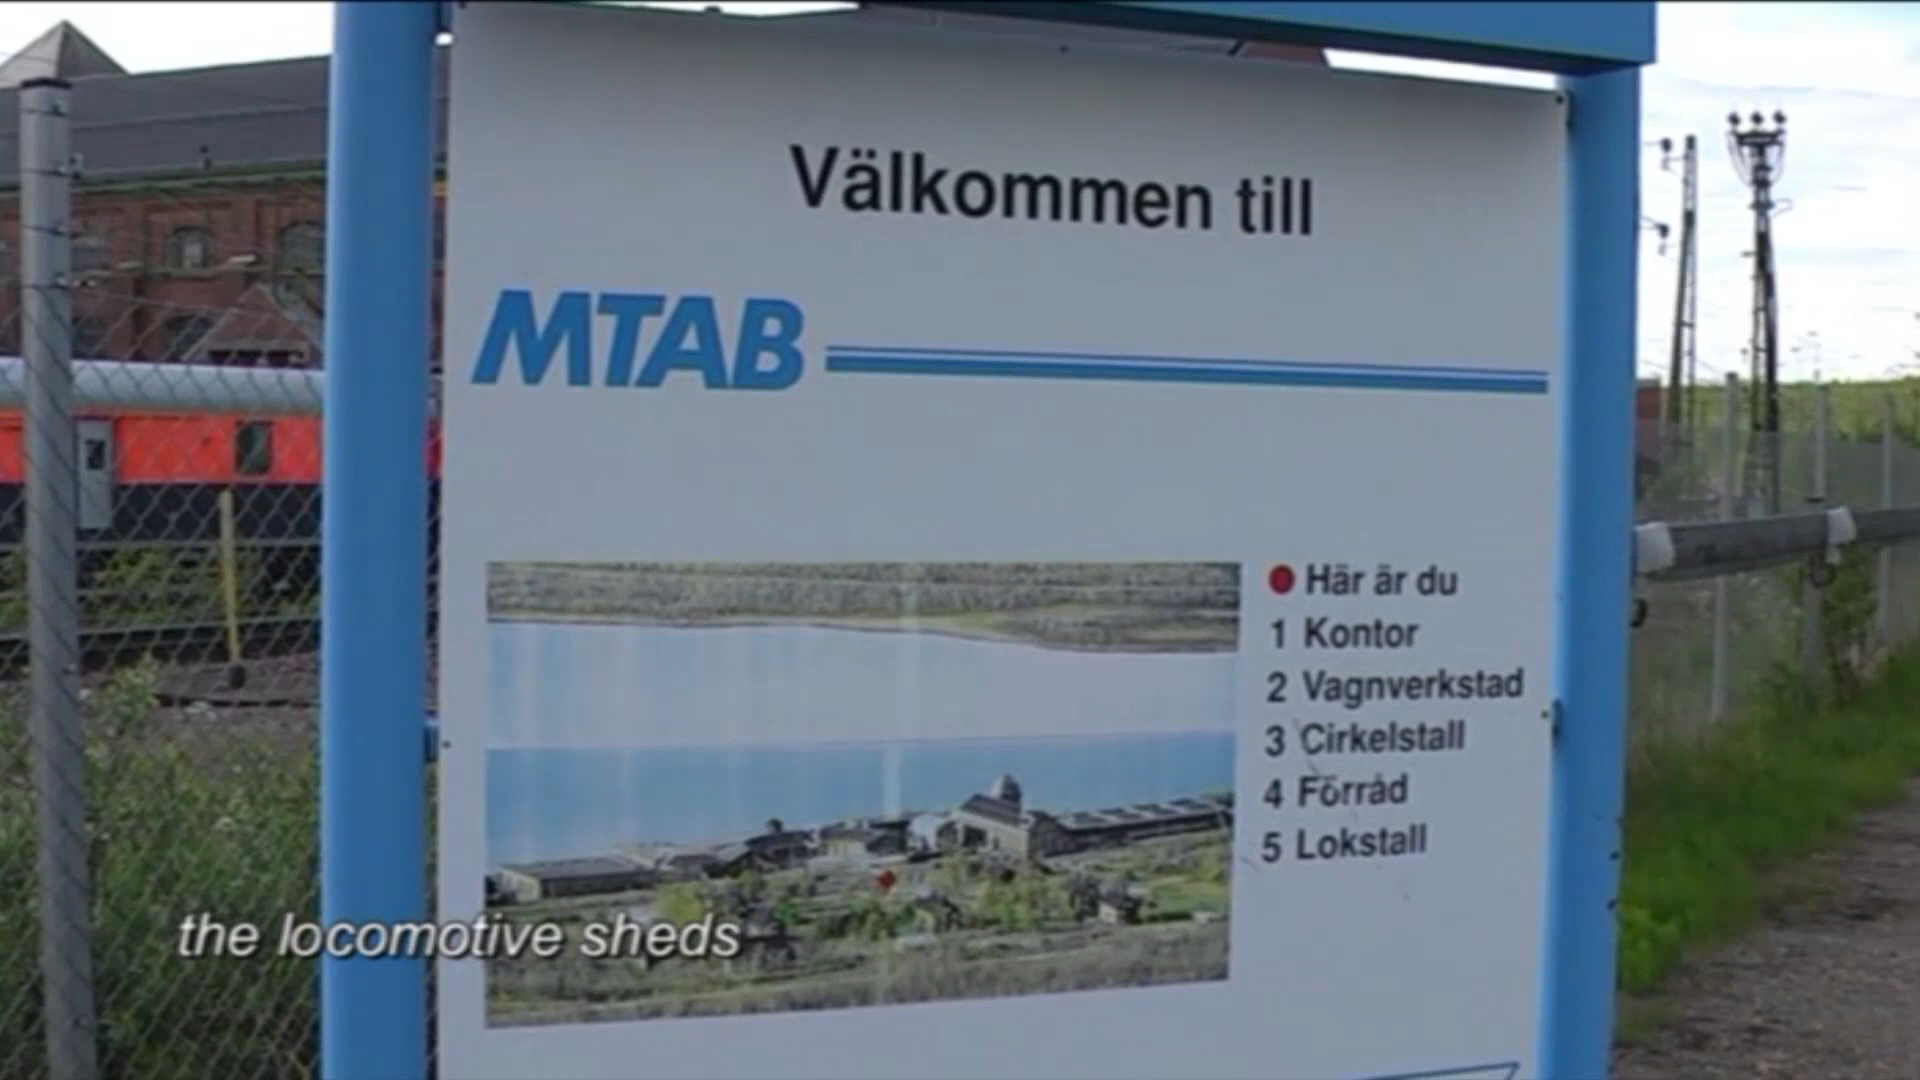 Välkommen till
MTAB
Här är du
1 Kontor
2 Vagnverkstad
3 Cirkelstall
4 Förråd
5 Lokstall
the locomotive sheds